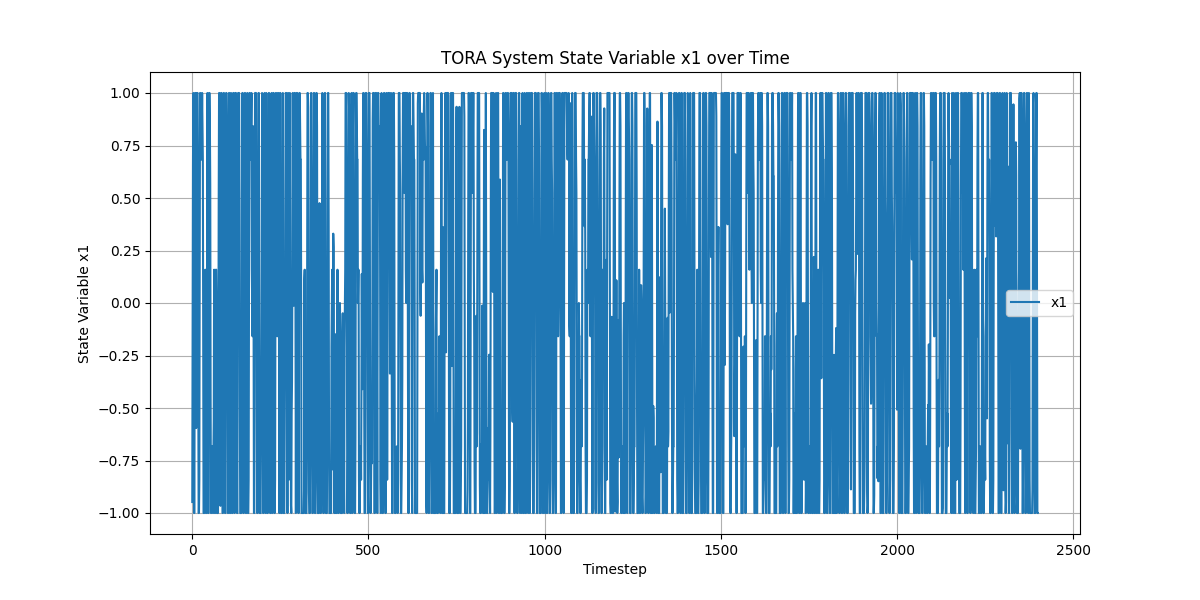 TORA System State Variable x1 over Time
1.00
0.75
0.50
0.25
0.00
−0.25
−0.50
−0.75
−1.00
State Variable x1
x1
0 500 1000 1500 2000 2500
Timestep